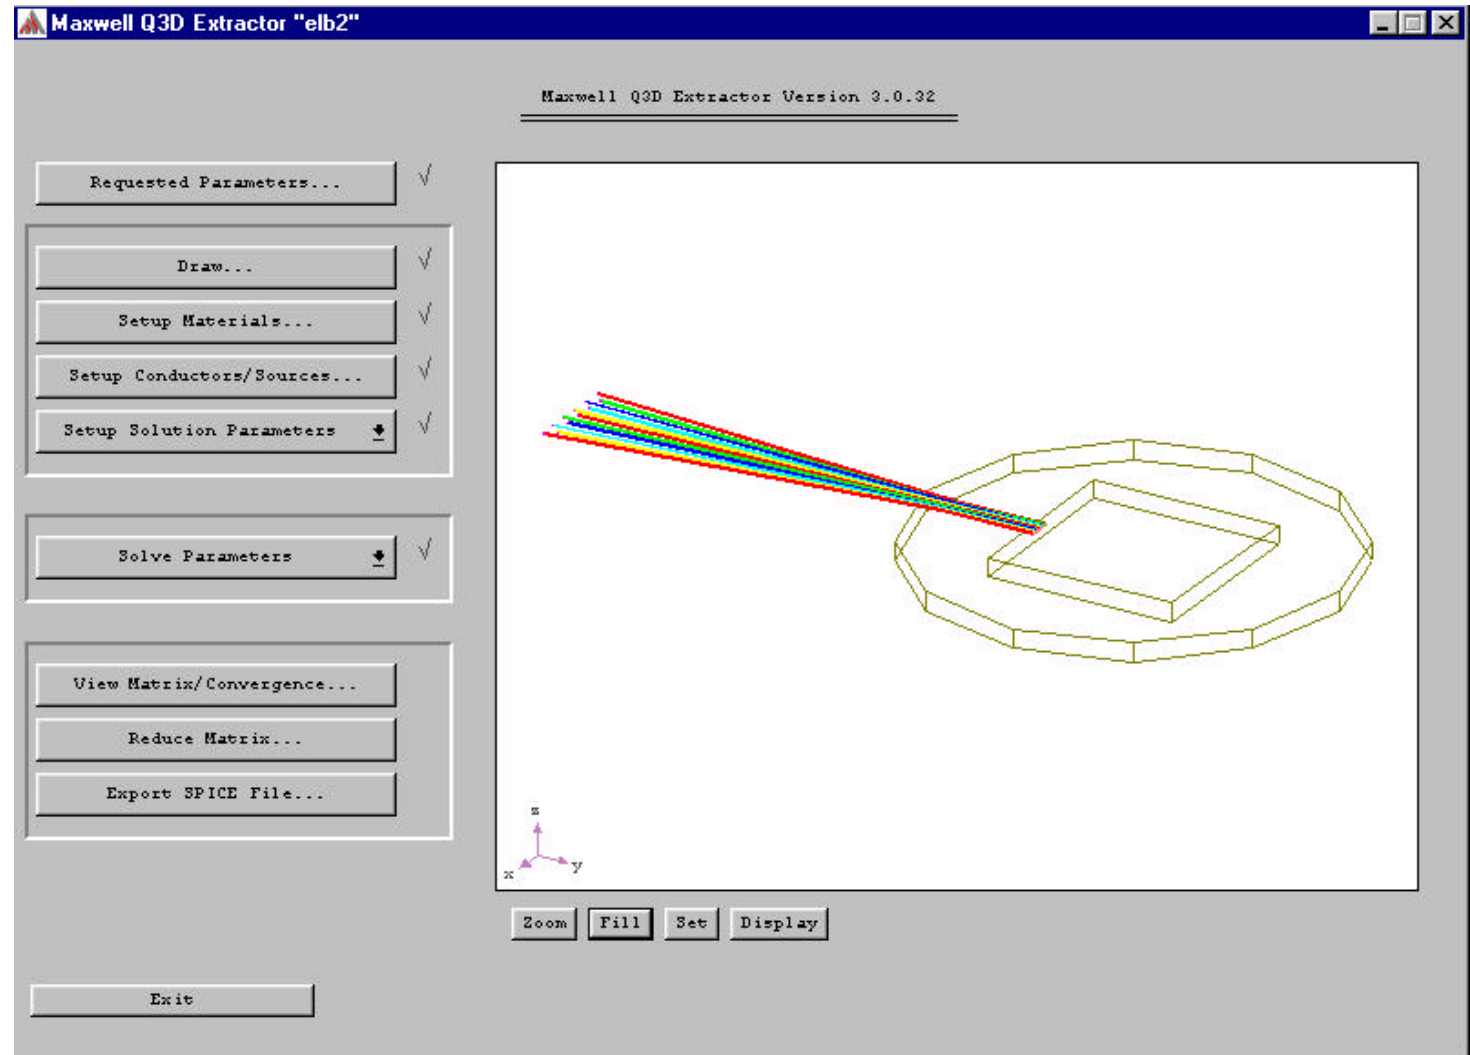 Maxwell Q3D Extractor "elb2"
Maxwell Q3D Extractor Version 3.0.32
Requested Parameters...
Draw...
Setup Materials...
Setup Conductors/Sources...
Setup Solution Parameters
Solve Parameters
View Matrix/Convergence...
Reduce Matrix...
Export SPICE File...
z
x
y
Zoom
Fill
Set
Display
Exit